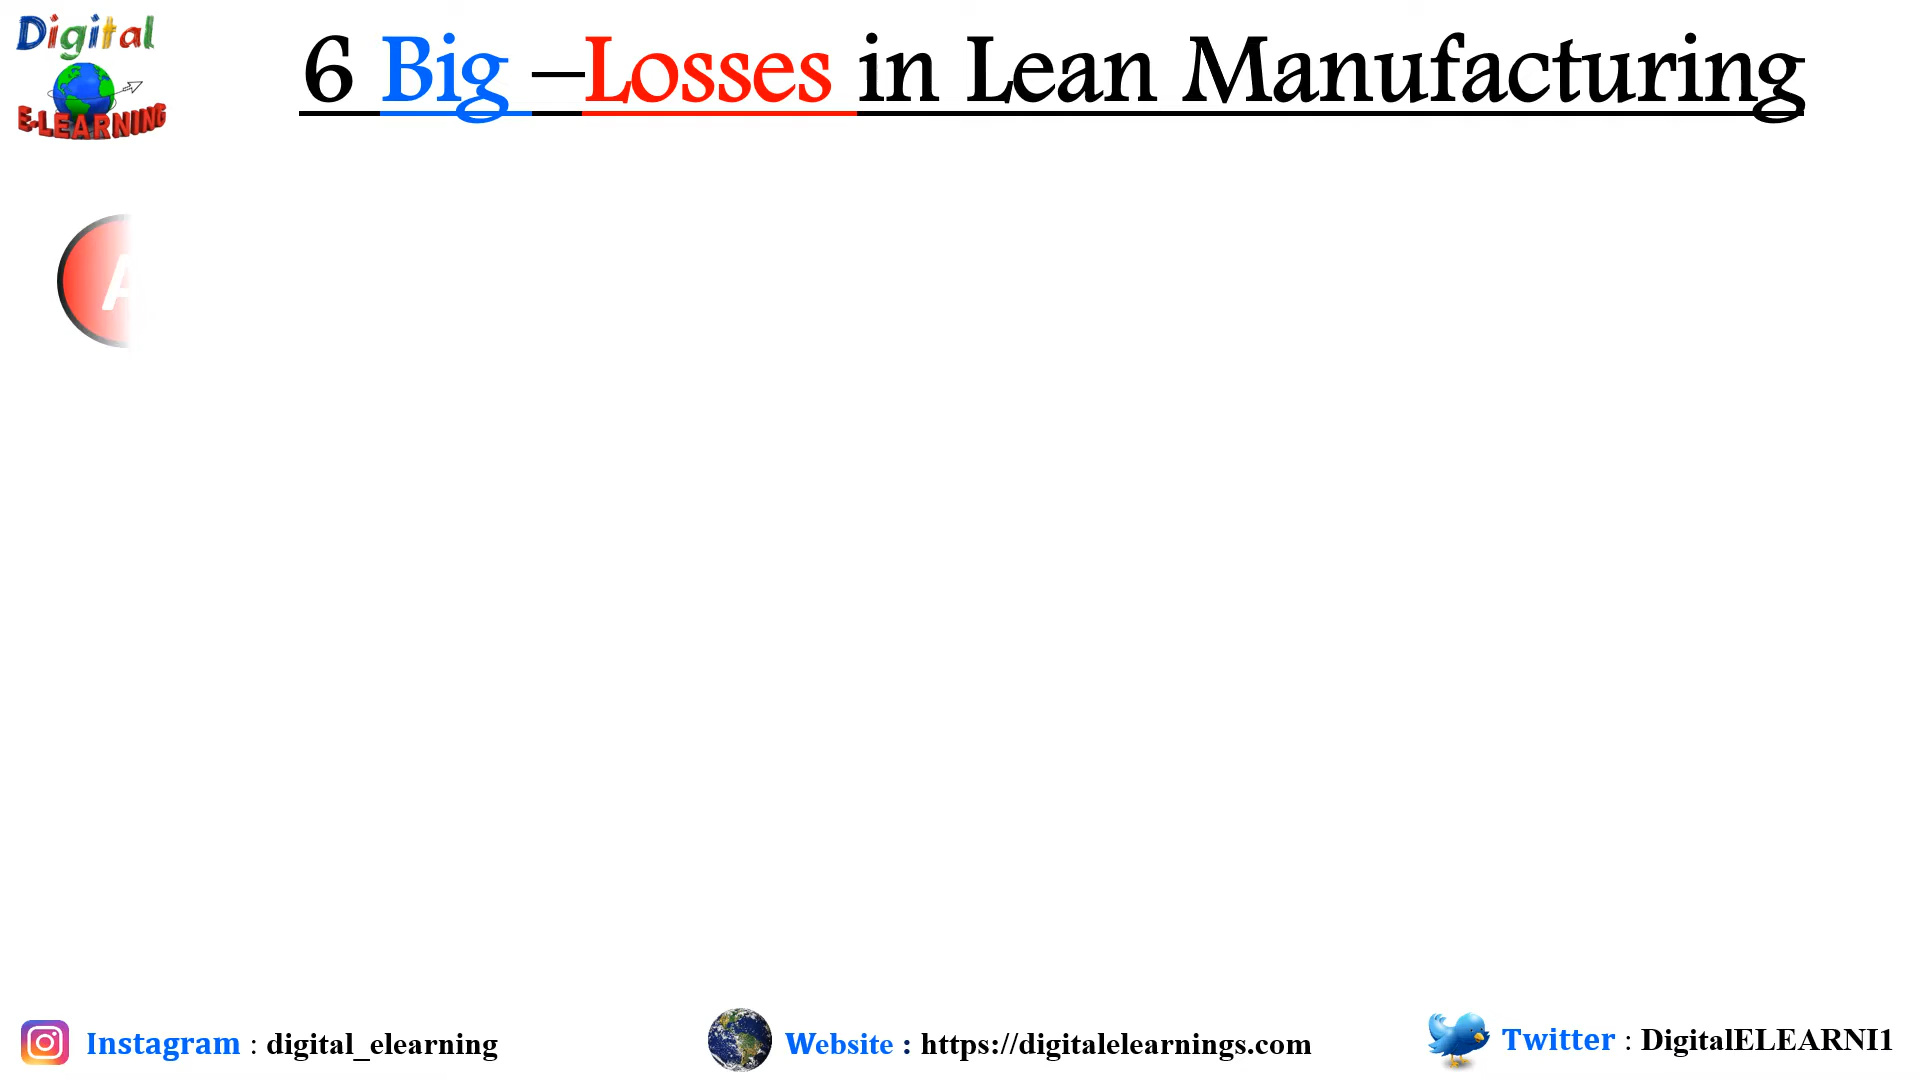 Digital
E-LEARNING
6 Big –Losses in Lean Manufacturing
A
Instagram : digital_elearning
Website : https://digitalelearnings.com
Twitter : DigitalELEARNI1